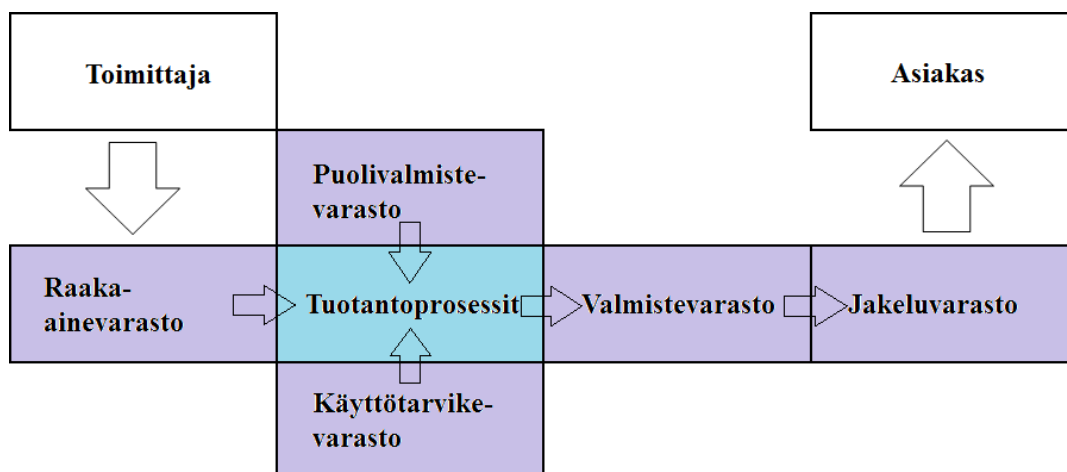 Toimittaja
Asiakas
Puolivalmiste-
varasto
Raaka-
ainevarasto
Tuotantoprosessit
Valmistevarasto
Jakeluvarasto
Käyttötarvike-
varasto